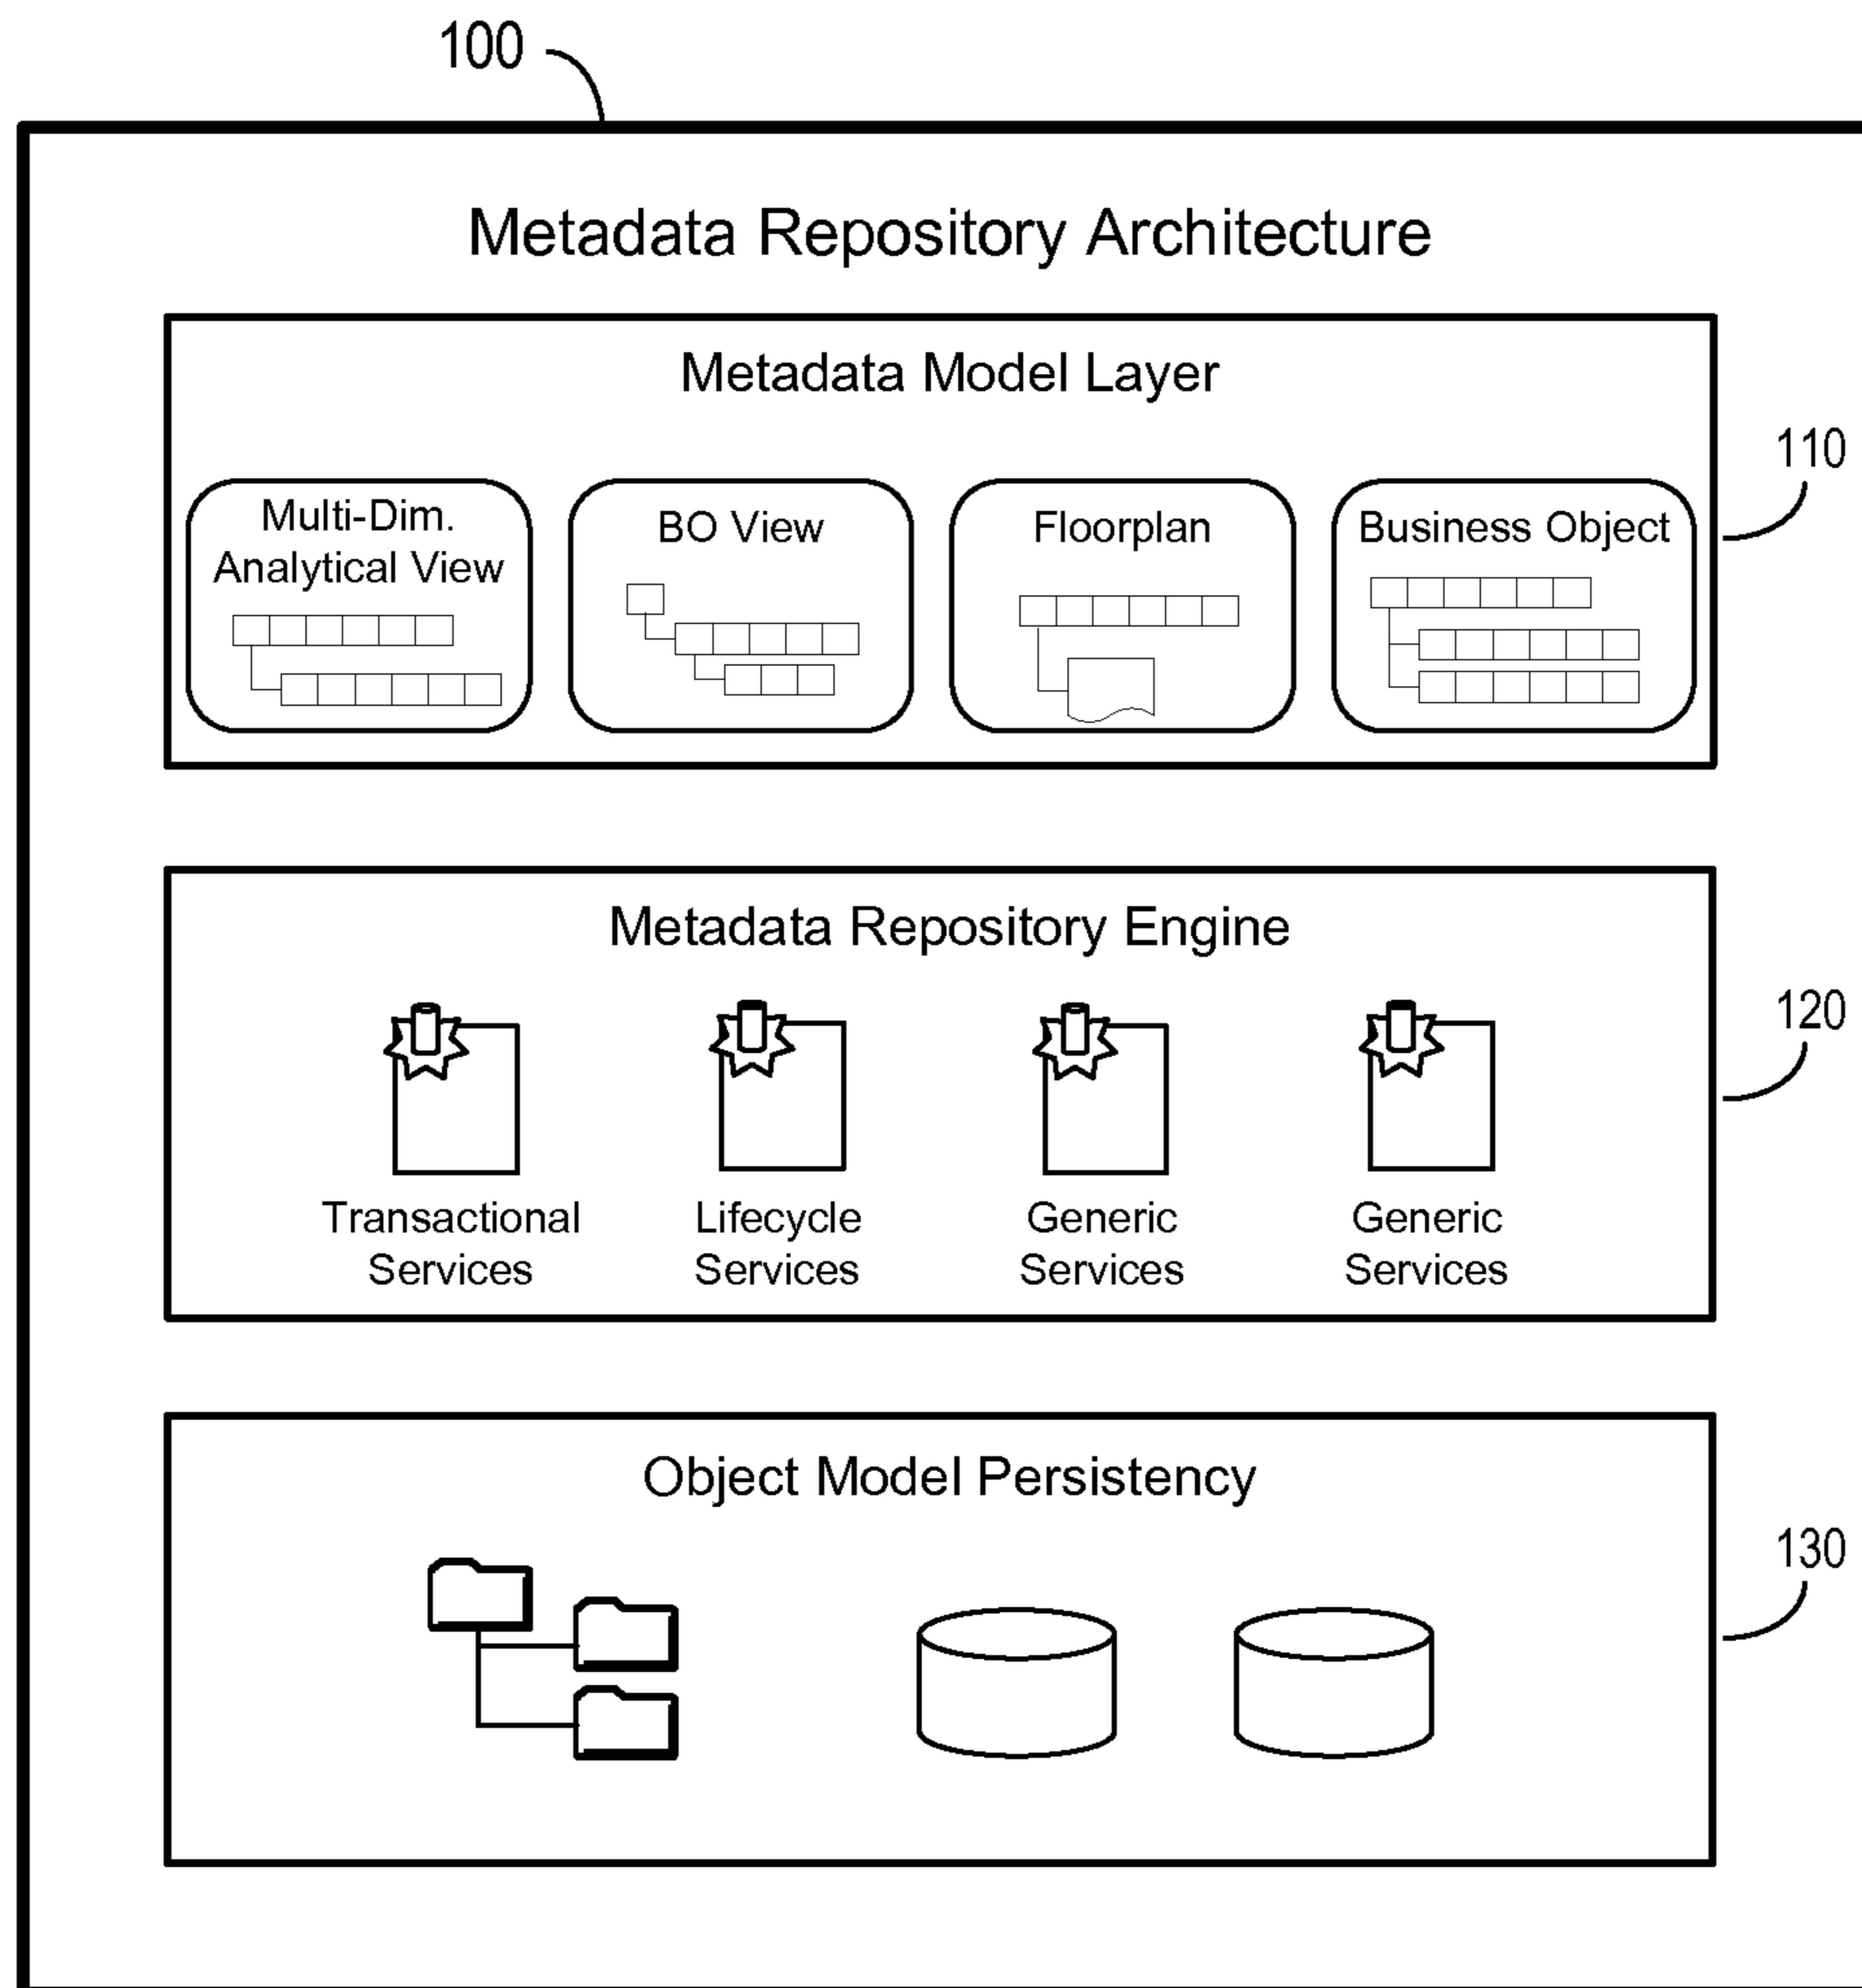 100
Metadata Repository Architecture
Metadata Model Layer
110
Multi-Dim.
Analytical View
BO View
Floorplan
Business Object
Metadata Repository Engine
120
Transactional
Services
Lifecycle
Services
Generic
Services
Generic
Services
Object Model Persistency
130